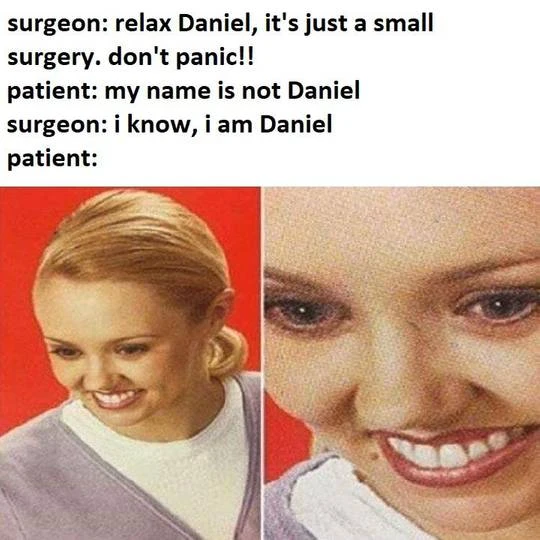 surgeon: relax Daniel, it's just a small
surgery. don't panic!!
patient: my name is not Daniel
surgeon: i know, i am Daniel
patient: